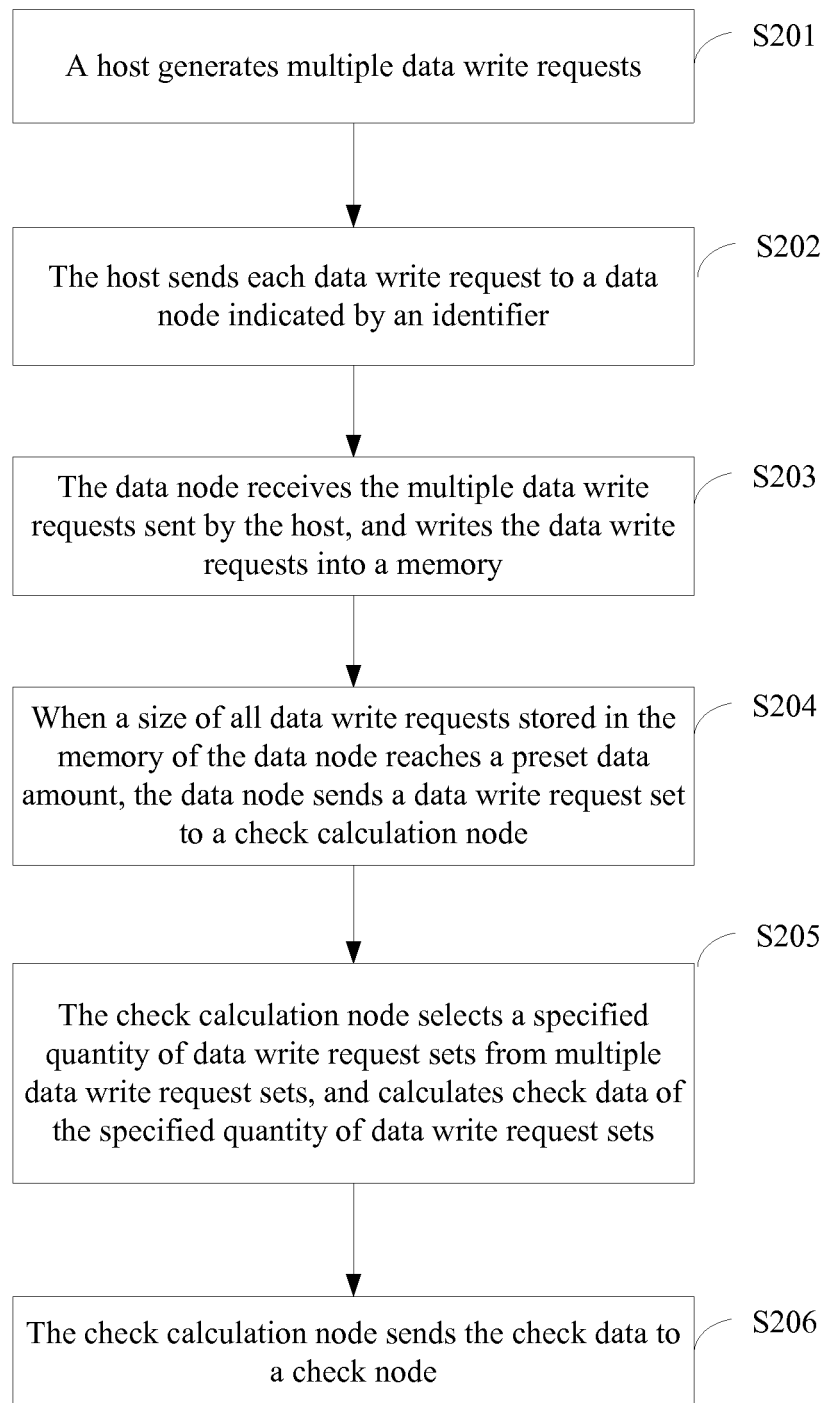 A host generates multiple data write requests
S201
The host sends each data write request to a data
node indicated by an identifier
S202
The data node receives the multiple data write
requests sent by the host, and writes the data write
requests into a memory
S203
When a size of all data write requests stored in the
memory of the data node reaches a preset data
amount, the data node sends a data write request set
to a check calculation node
S204
The check calculation node selects a specified
quantity of data write request sets from multiple
data write request sets, and calculates check data of
the specified quantity of data write request sets
S205
The check calculation node sends the check data to
a check node
S206